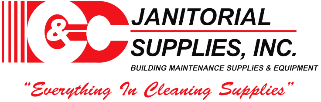 C&C JANITORIAL
SUPPLIES, INC.
BUILDING MAINTENANCE SUPPLIES & EQUIPMENT
"Everything In Cleaning Supplies"